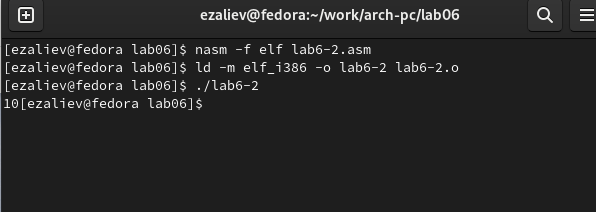 ezaliev@fedora:~/work/arch-pc/lab06
[ezaliev@fedora lab06]$ nasm -f elf lab6-2.asm
[ezaliev@fedora lab06]$ ld -m elf_i386 -o lab6-2 lab6-2.o
[ezaliev@fedora lab06]$ ./lab6-2
10[ezaliev@fedora lab06]$